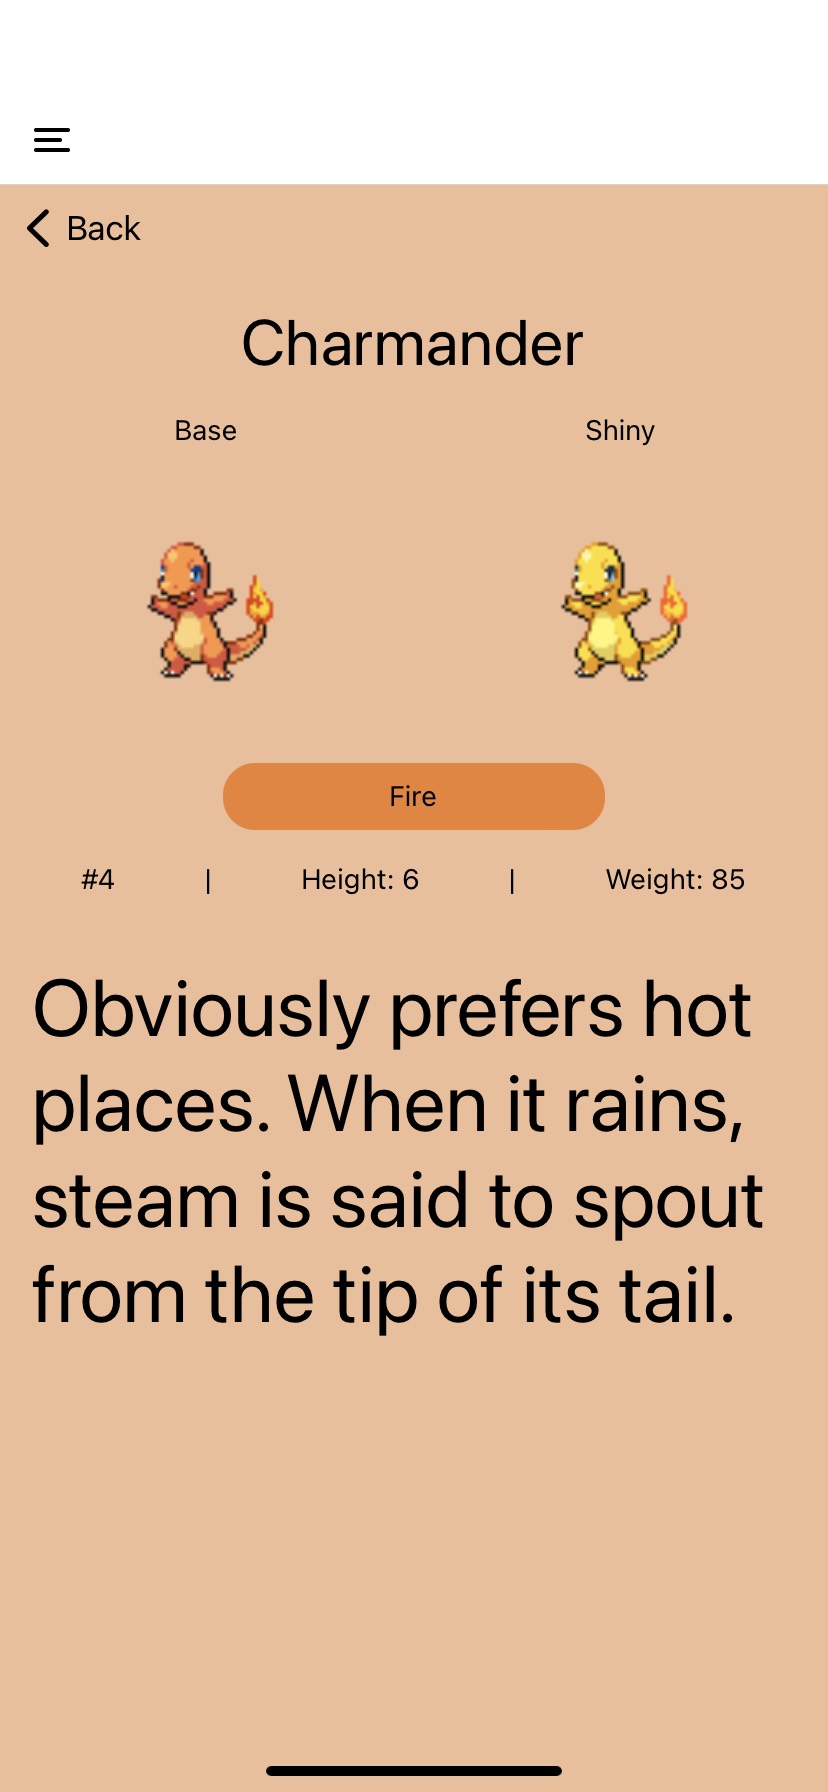 Back
Charmander
Base Shiny
Fire
#4 | Height: 6 | Weight: 85
Obviously prefers hot
places. When it rains,
steam is said to spout
from the tip of its tail.